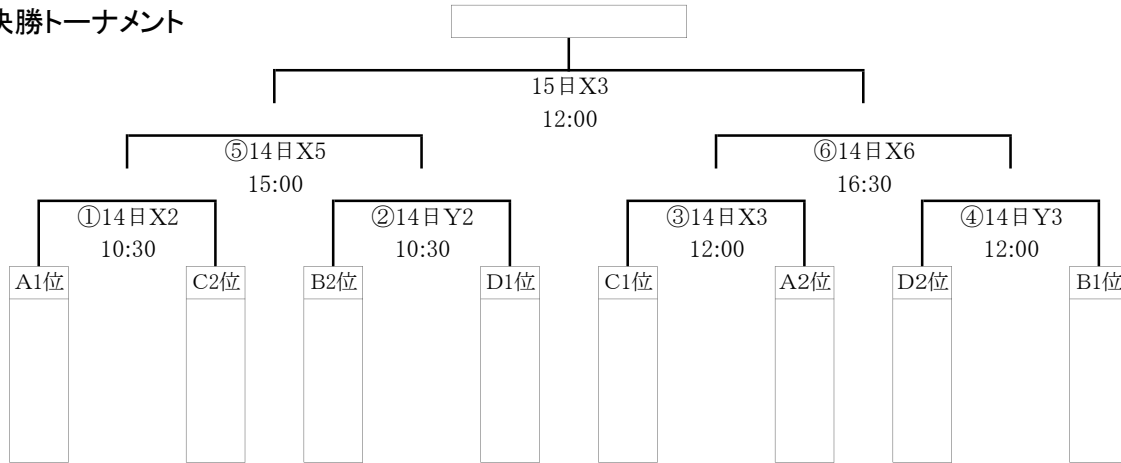 決勝トーナメント
15日X3
12:00
⑤14日X5
15:00
⑥14日X6
16:30
①14日X2
10:30
②14日Y2
10:30
③14日X3
12:00
④14日Y3
12:00
A1位
C2位
B2位
D1位
C1位
A2位
D2位
B1位